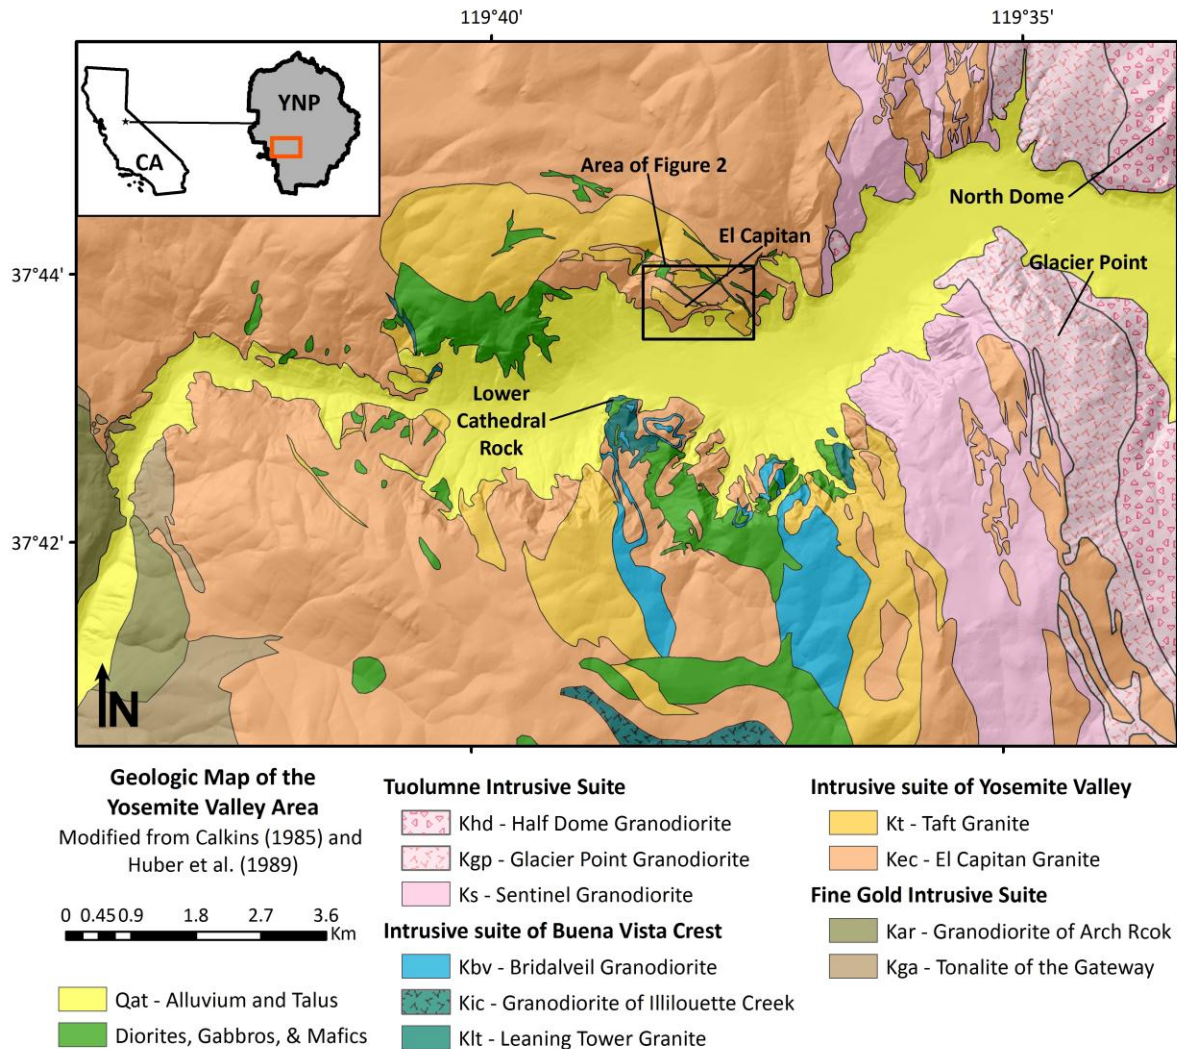 119°40'
119°35'
YNP
CA
Area of Figure 2
North Dome
El Capitan
37°44'
Glacier Point
Lower
Cathedral
Rock
37°42'
N
Geologic Map of the
Yosemite Valley Area
Modified from Calkins (1985) and
Huber et al. (1989)
0 0.45 0.9 1.8 2.7 3.6
Km
Qat - Alluvium and Talus
Diorites, Gabbros, & Mafics
Tuolumne Intrusive Suite
Khd - Half Dome Granodiorite
Kgp - Glacier Point Granodiorite
Ks - Sentinel Granodiorite
Intrusive suite of Buena Vista Crest
Kbv - Bridalveil Granodiorite
Kic - Granodiorite of Illilouette Creek
Klt - Leaning Tower Granite
Intrusive suite of Yosemite Valley
Kt - Taft Granite
Kec - El Capitan Granite
Fine Gold Intrusive Suite
Kar - Granodiorite of Arch Rcok
Kga - Tonalite of the Gateway